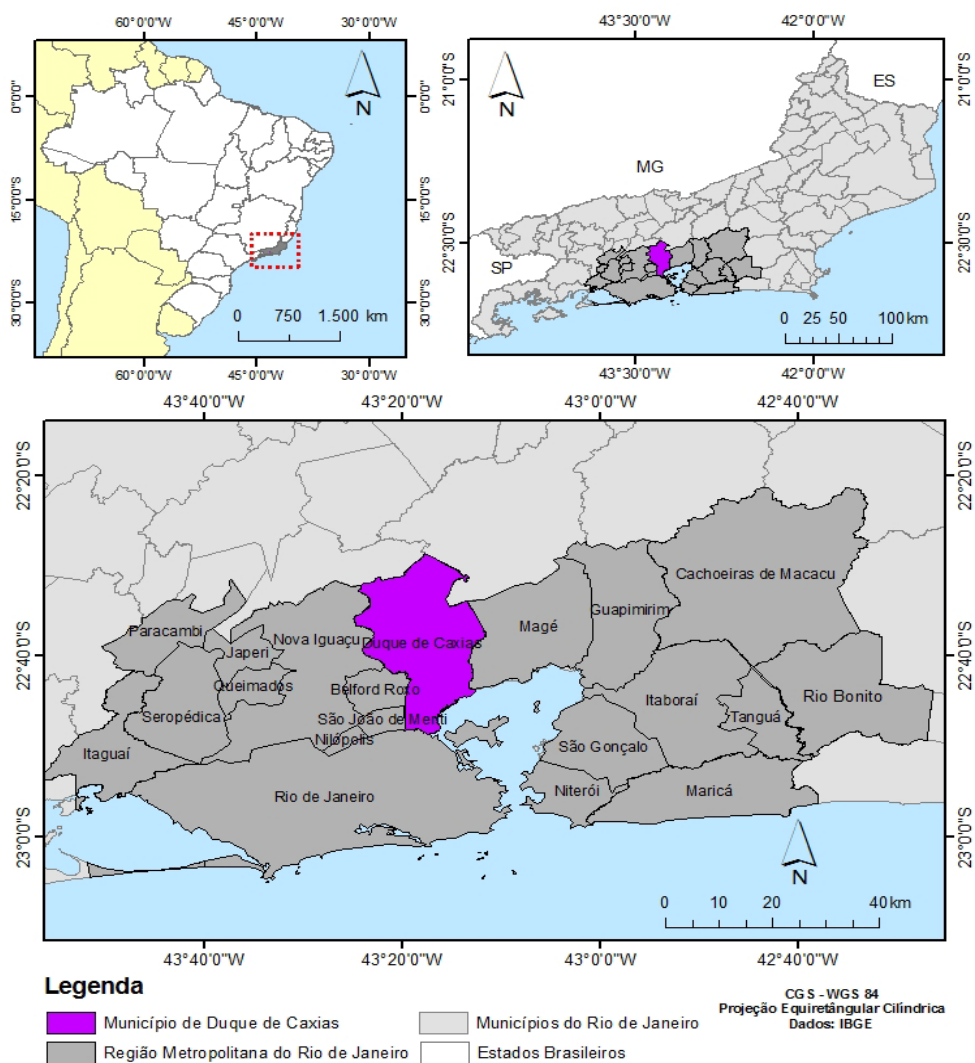 60°0'0"W 45°0'0"W 30°0'0"W
0°0'0"
15°0'0"S
30°0'0"S
N
0 750 1.500 km
0°0'0"
15°0'0"S
30°0'0"S
60°0'0"W 45°0'0"W 30°0'0"W
43°30'0"W 42°0'0"W
21°0'0"S
22°30'0"S
N
ES
MG
SP
0 25 50 100 km
21°0'0"S
22°30'0"S
43°30'0"W 42°0'0"W
43°40'0"W 43°20'0"W 43°0'0"W 42°40'0"W
22°20'0"S
22°40'0"S
23°0'0"S
Cachoeiras de Macacu
Guapimirim
Magé
Paracambi
Nova Iguaçu
Duque de Caxias
Japeri
Queimados
Belford Roxo
Itaboraí
Rio Bonito
Seropédica
São João de Meriti
Tanguá
Nilópolis
Itaguaí
São Gonçalo
Rio de Janeiro
Niterói
Maricá
N
0 10 20 40 km
22°20'0"S
22°40'0"S
23°0'0"S
43°40'0"W 43°20'0"W 43°0'0"W 42°40'0"W
Legenda
Município de Duque de Caxias
Municípios do Rio de Janeiro
Região Metropolitana do Rio de Janeiro
Estados Brasileiros
CGS - WGS 84
Projeção Equiretângular Cilíndrica
Dados: IBGE